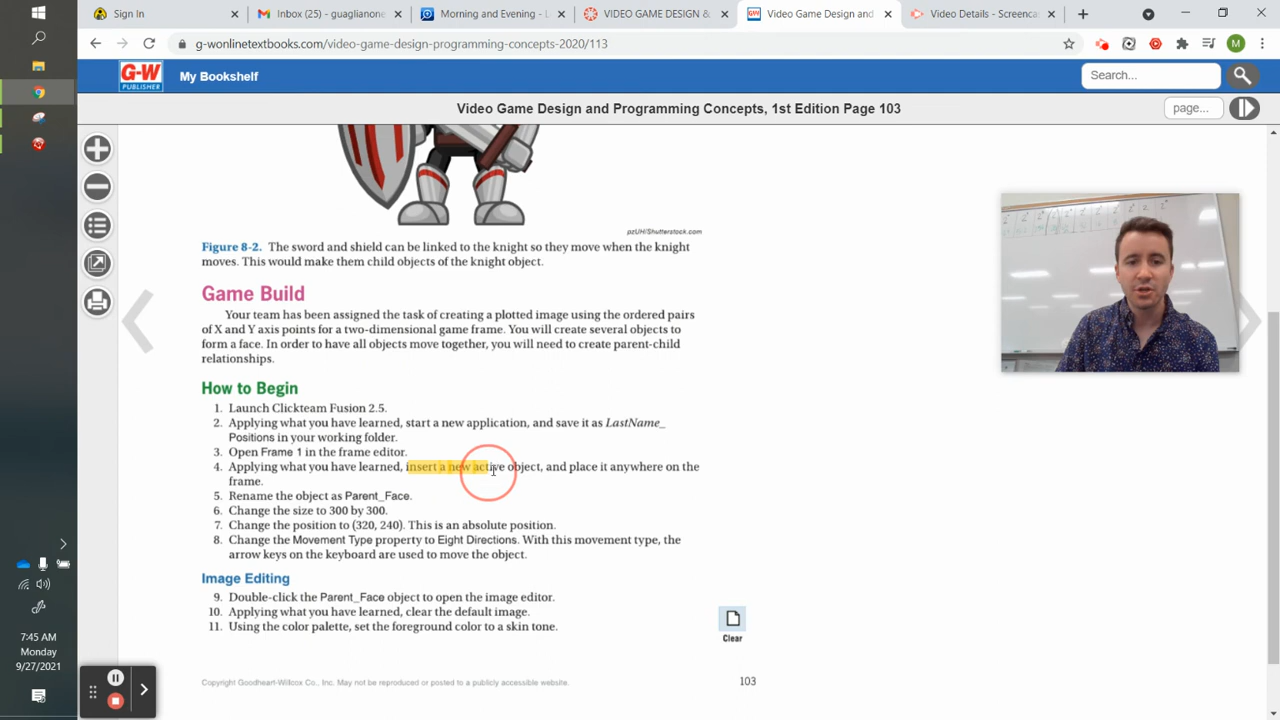 Sign In
Inbox (25) - guaglianone
Morning and Evening - L
VIDEO GAME DESIGN &
Video Game Design and
Video Details - Screencas
g-wonlinetextbooks.com/video-game-design-programming-concepts-2020/113
M
G-W
PUBLISHER
My Bookshelf
Search...
Video Game Design and Programming Concepts, 1st Edition Page 103
page...
pzUH/Shutterstock.com
Figure 8-2. The sword and shield can be linked to the knight so they move when the knight
moves. This would make them child objects of the knight object.
Game Build
Your team has been assigned the task of creating a plotted image using the ordered pairs
of X and Y axis points for a two-dimensional game frame. You will create several objects to
form a face. In order to have all objects move together, you will need to create parent-child
relationships.
How to Begin
1. Launch Clickteam Fusion 2.5.
2. Applying what you have learned, start a new application, and save it as LastName_
Positions in your working folder.
3. Open Frame 1 in the frame editor.
4. Applying what you have learned, insert a new active object, and place it anywhere on the
frame.
5. Rename the object as Parent_Face.
6. Change the size to 300 by 300.
7. Change the position to (320, 240). This is an absolute position.
8. Change the Movement Type property to Eight Directions. With this movement type, the
arrow keys on the keyboard are used to move the object.
Image Editing
9. Double-click the Parent_Face object to open the image editor.
10. Applying what you have learned, clear the default image.
11. Using the color palette, set the foreground color to a skin tone.
Clear
Copyright Goodheart-Willcox Co., Inc. May not be reproduced or posted to a publicly accessible website.
103
7:45 AM
Monday
9/27/2021